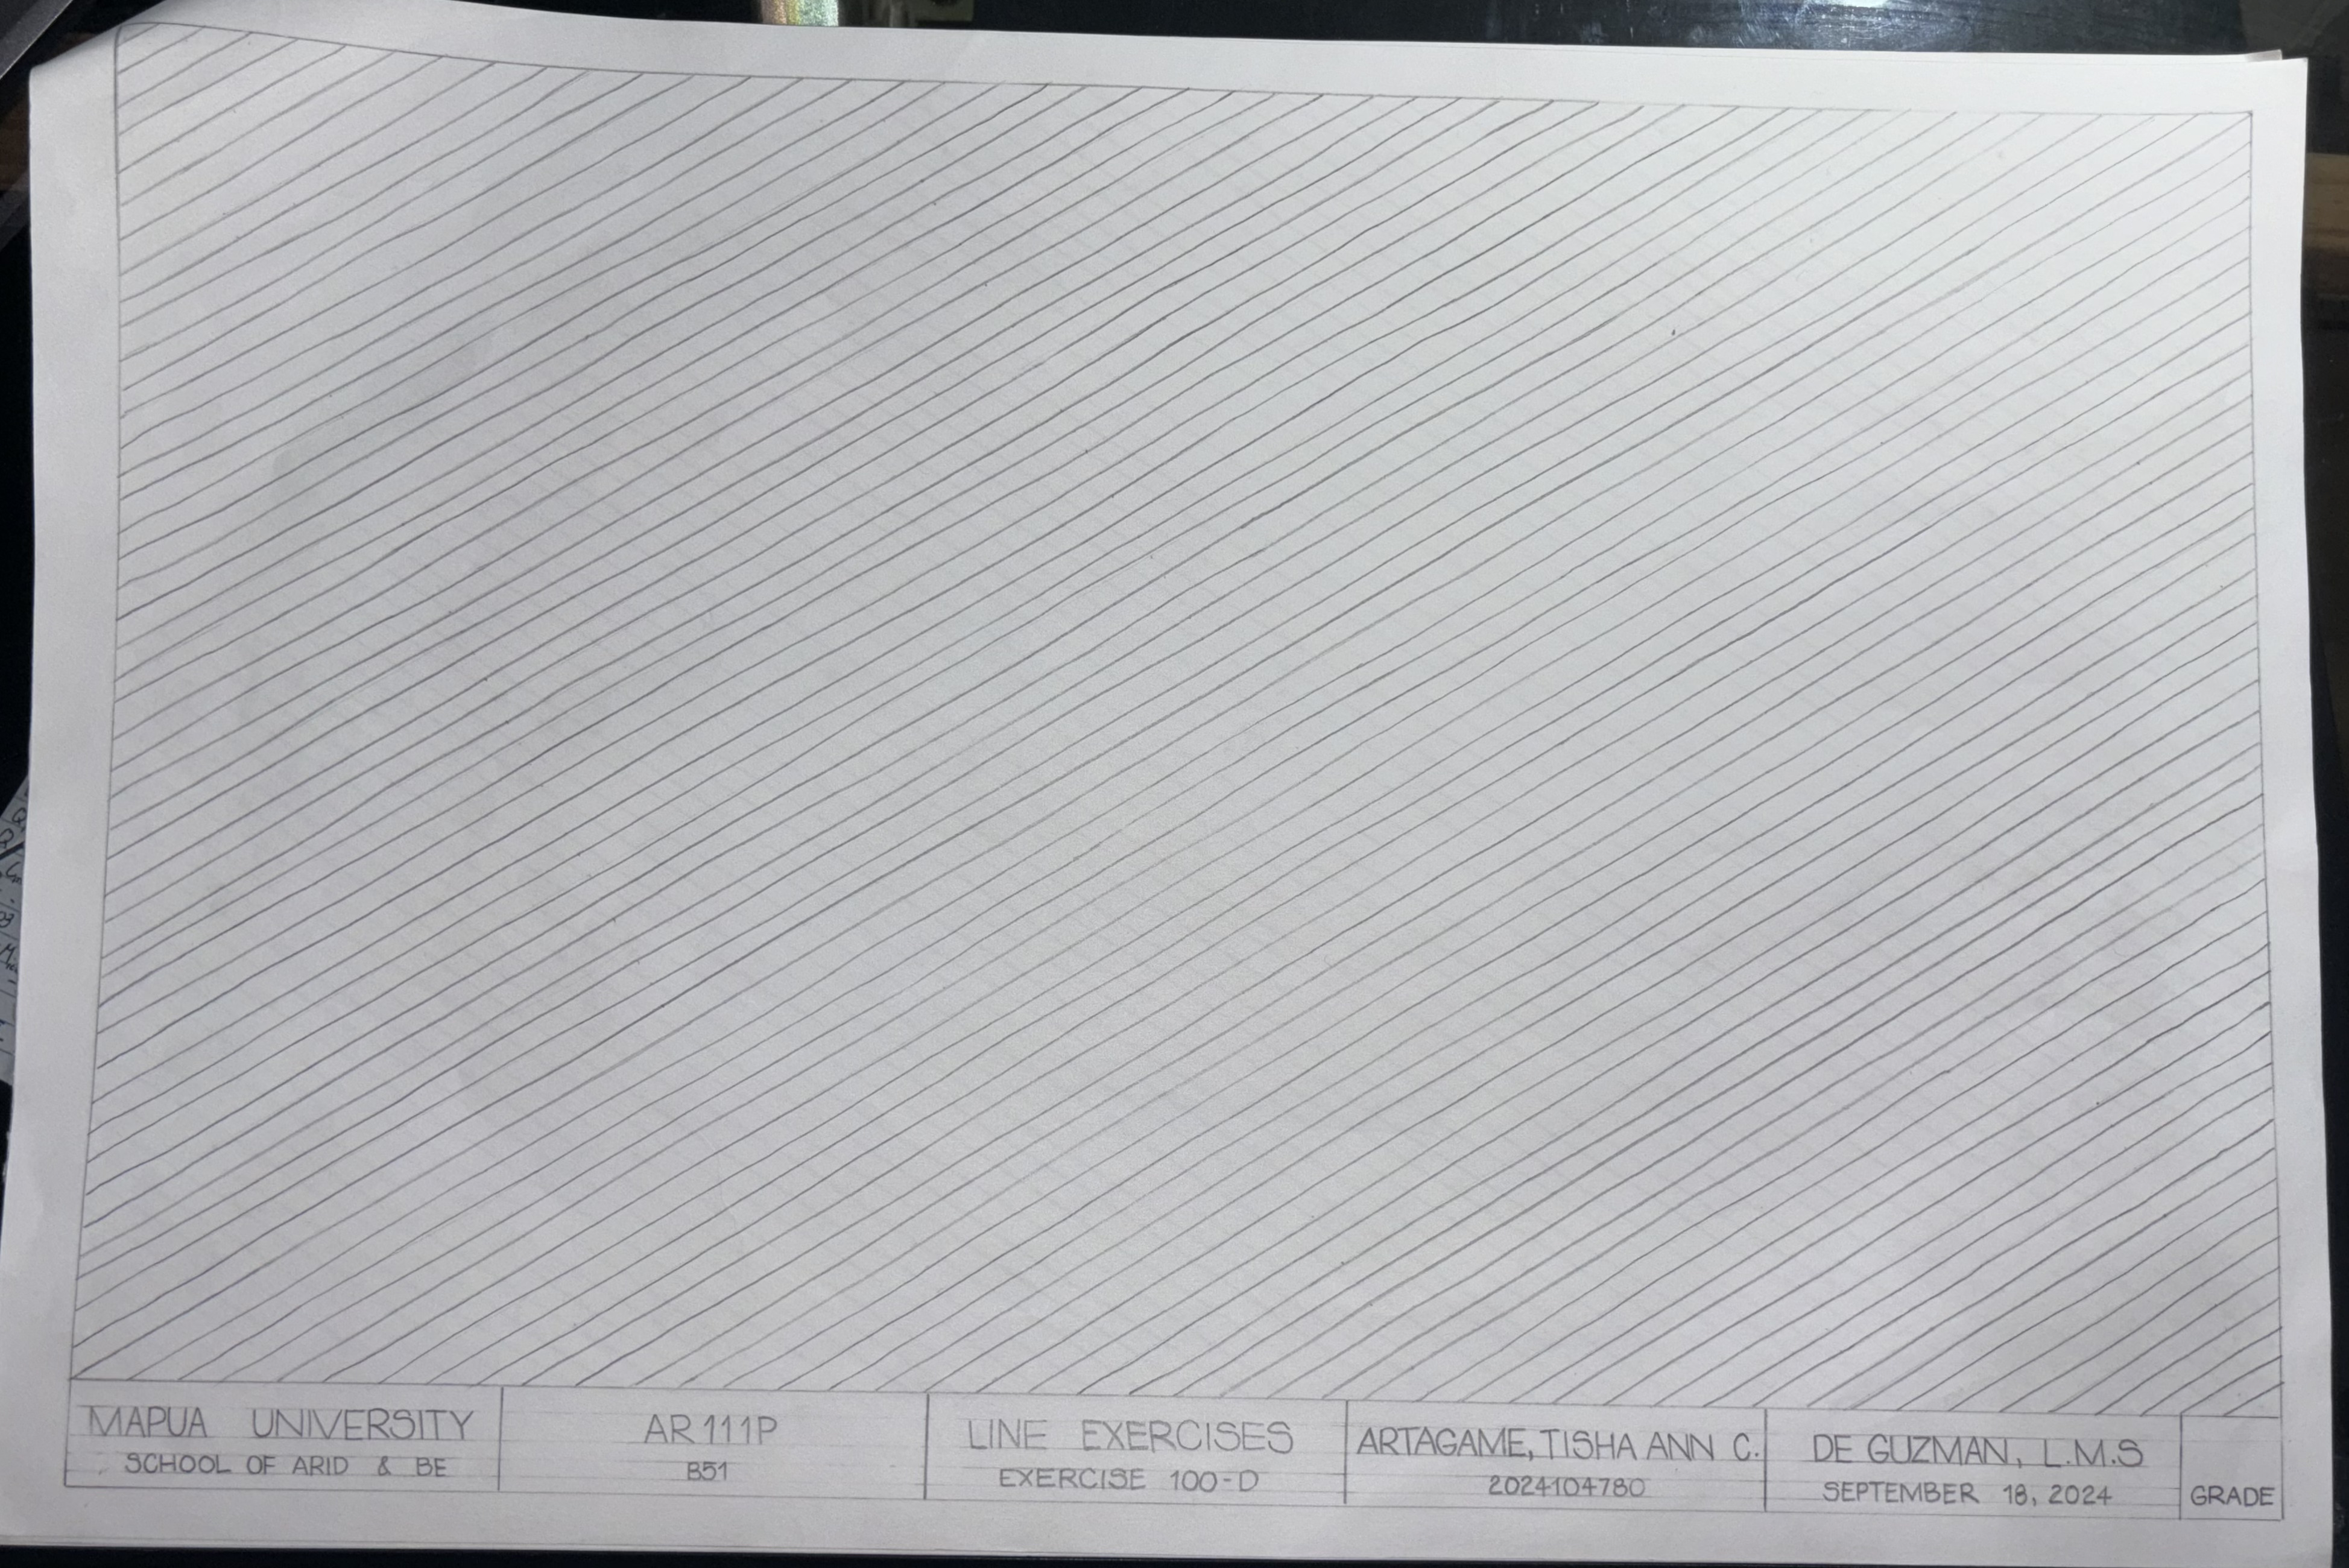 MAPUA UNIVERSITY
SCHOOL OF ARID & BE
AR 111P
B51
LINE EXERCISES
EXERCISE 100-D
ARTAGAME, TISHA ANN C.
2024104780
DE GUZMAN, L.M.S
SEPTEMBER 18, 2024
GRADE